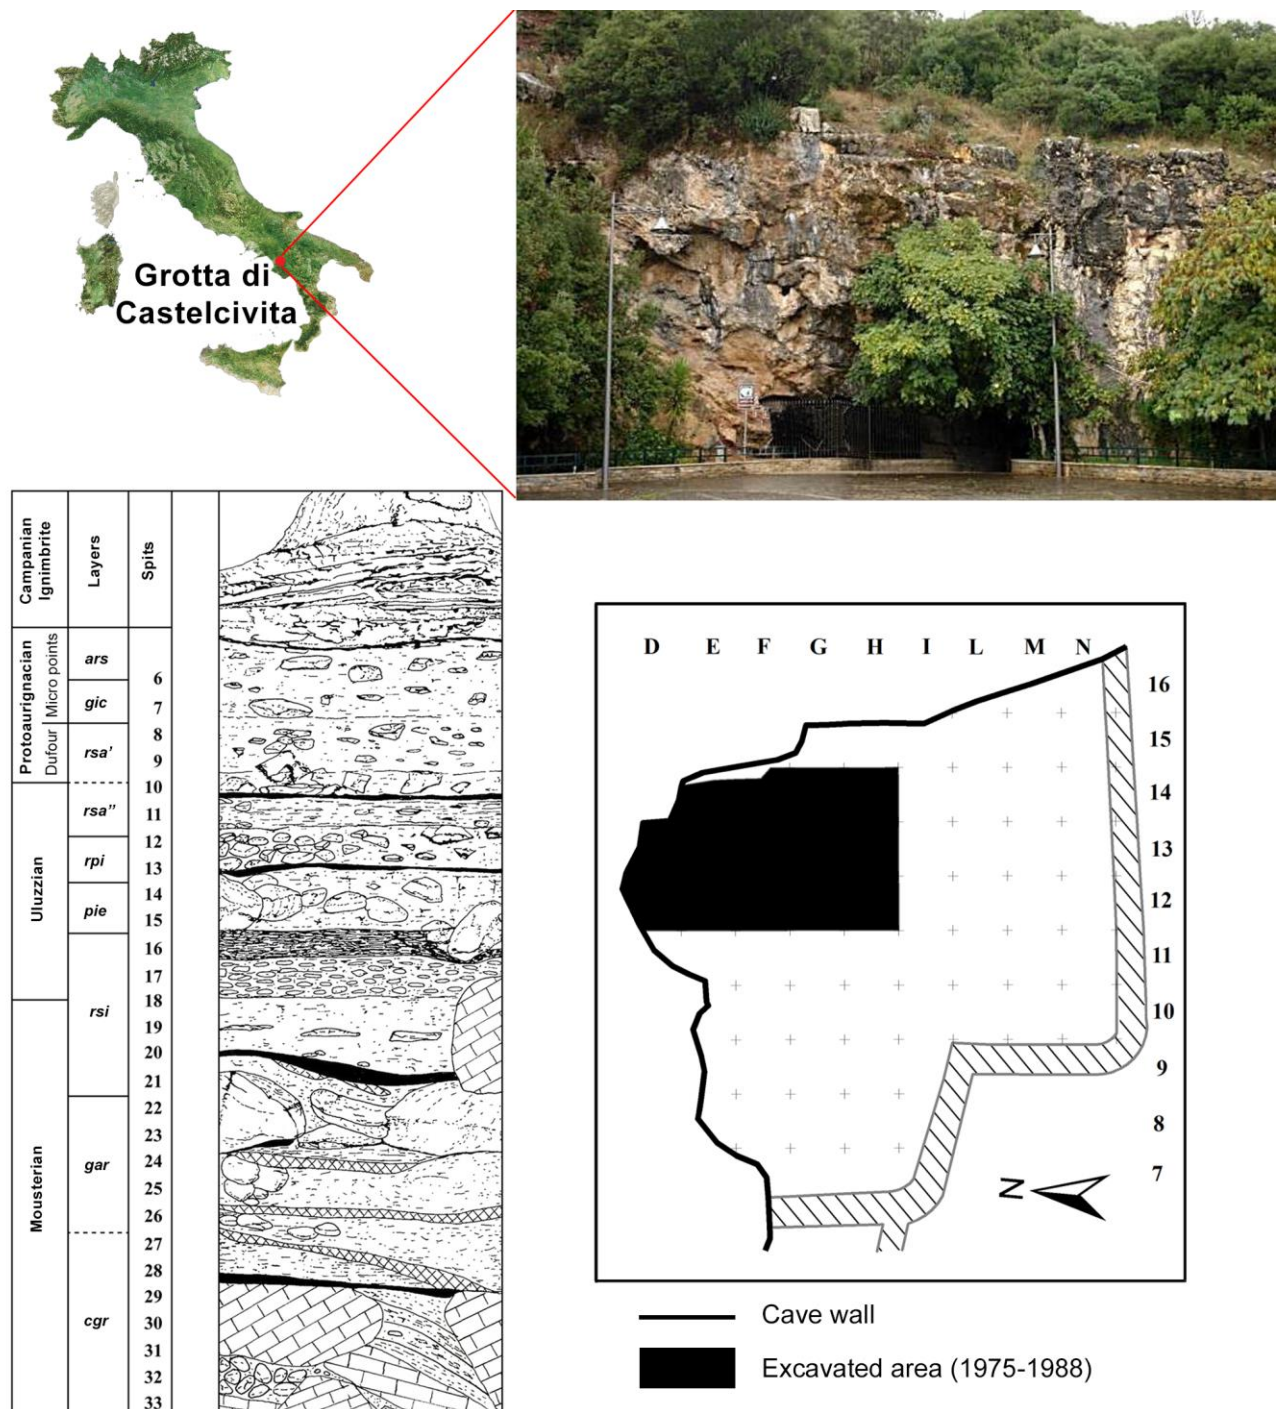 Grotta di
Castelcivita
Campanian
Ignimbrite
Layers
Spits
Protoaurignacian
Dufour
Micro points
Uluzzian
Mousterian
ars
gic
rsa'
rsa”
rpi
pie
rsi
gar
cgr
6
7
8
9
10
11
12
13
14
15
16
17
18
19
20
21
22
23
24
25
26
27
28
29
30
31
32
33
D E F G H I L M N
16
15
14
13
12
11
10
9
8
7
N
Cave wall
Excavated area (1975-1988)